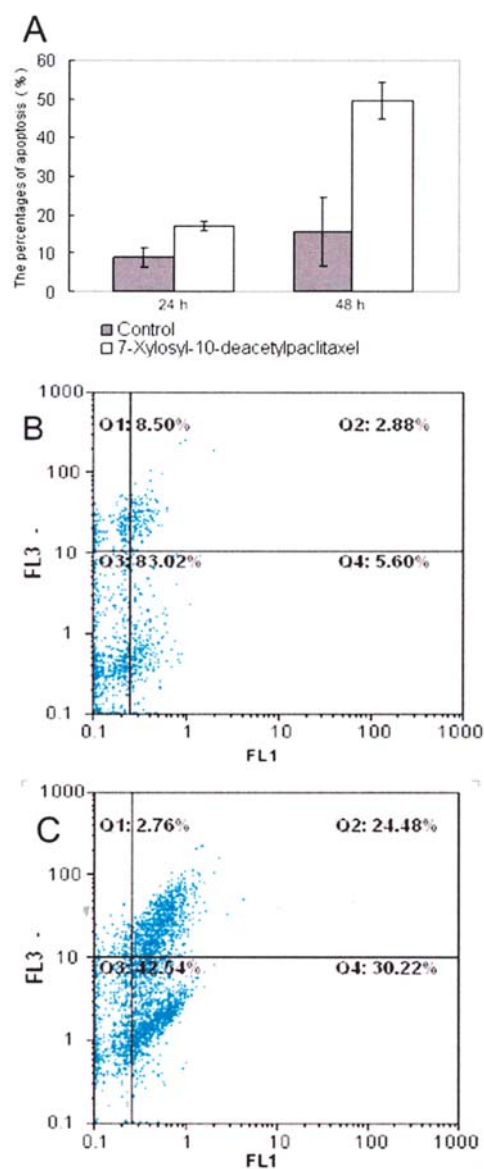 A
The percentages of apoptosis ( % )
60
50
40
30
20
10
0
24 h 48 h
Control
7-Xylosyl-10-deacetylpaclitaxel
B
1000
100
10
1
0.1
FL3 -
Q1: 8.50% Q2: 2.88%
Q3: 83.02% Q4: 5.60%
0.1 1 10 100 1000
FL1
C
1000
100
10
1
0.1
FL3 -
Q1: 2.76% Q2: 24.48%
Q3: 42.54% Q4: 30.22%
0.1 1 10 100 1000
FL1